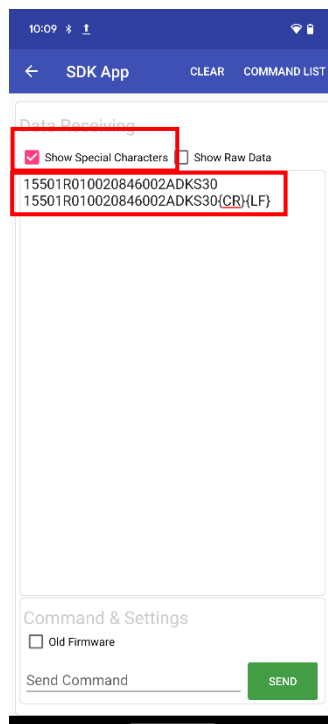 10:09
SDK App CLEAR COMMAND LIST
Data Receiving
Show Special Characters Show Raw Data
15501R010020846002ADKS30
15501R010020846002ADKS30{CR}{LF}
Command & Settings
Old Firmware
Send Command SEND